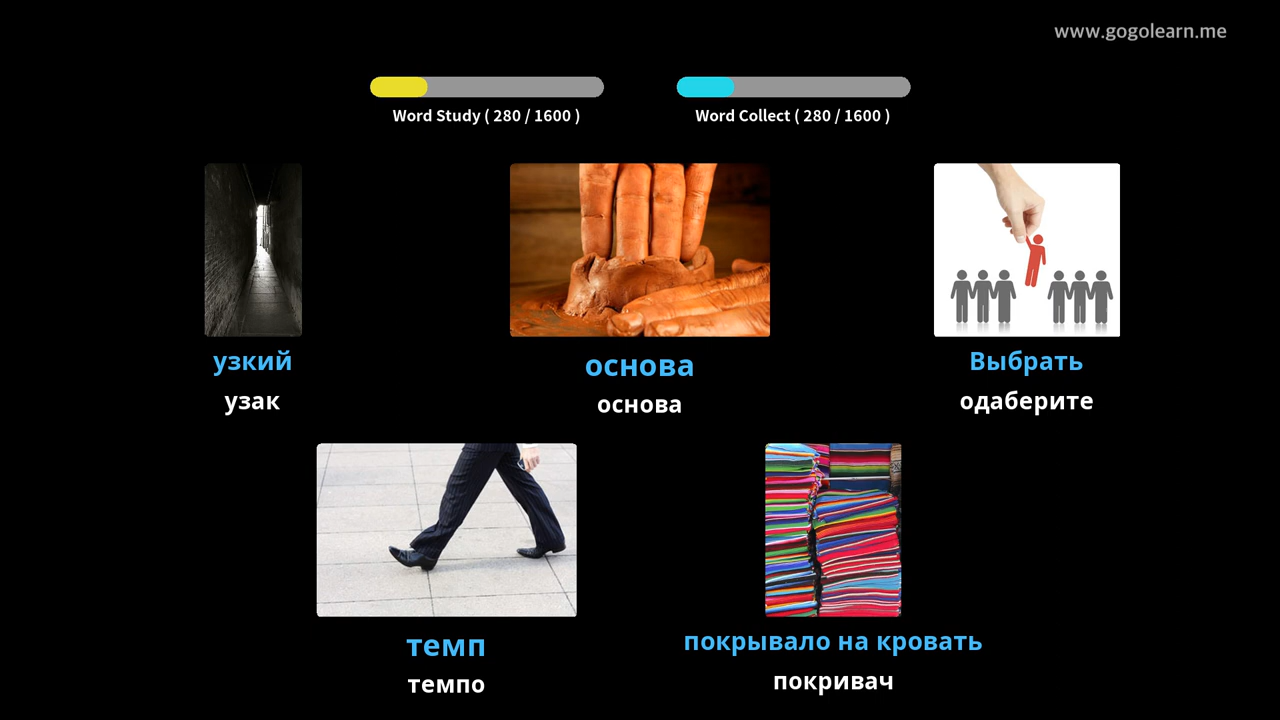 www.gogolearn.me
Word Study ( 280 / 1600 )
Word Collect ( 280 / 1600 )
узкий
узак
основа
основа
Выбрать
одаберите
темп
темпо
покрывало на кровать
покривач